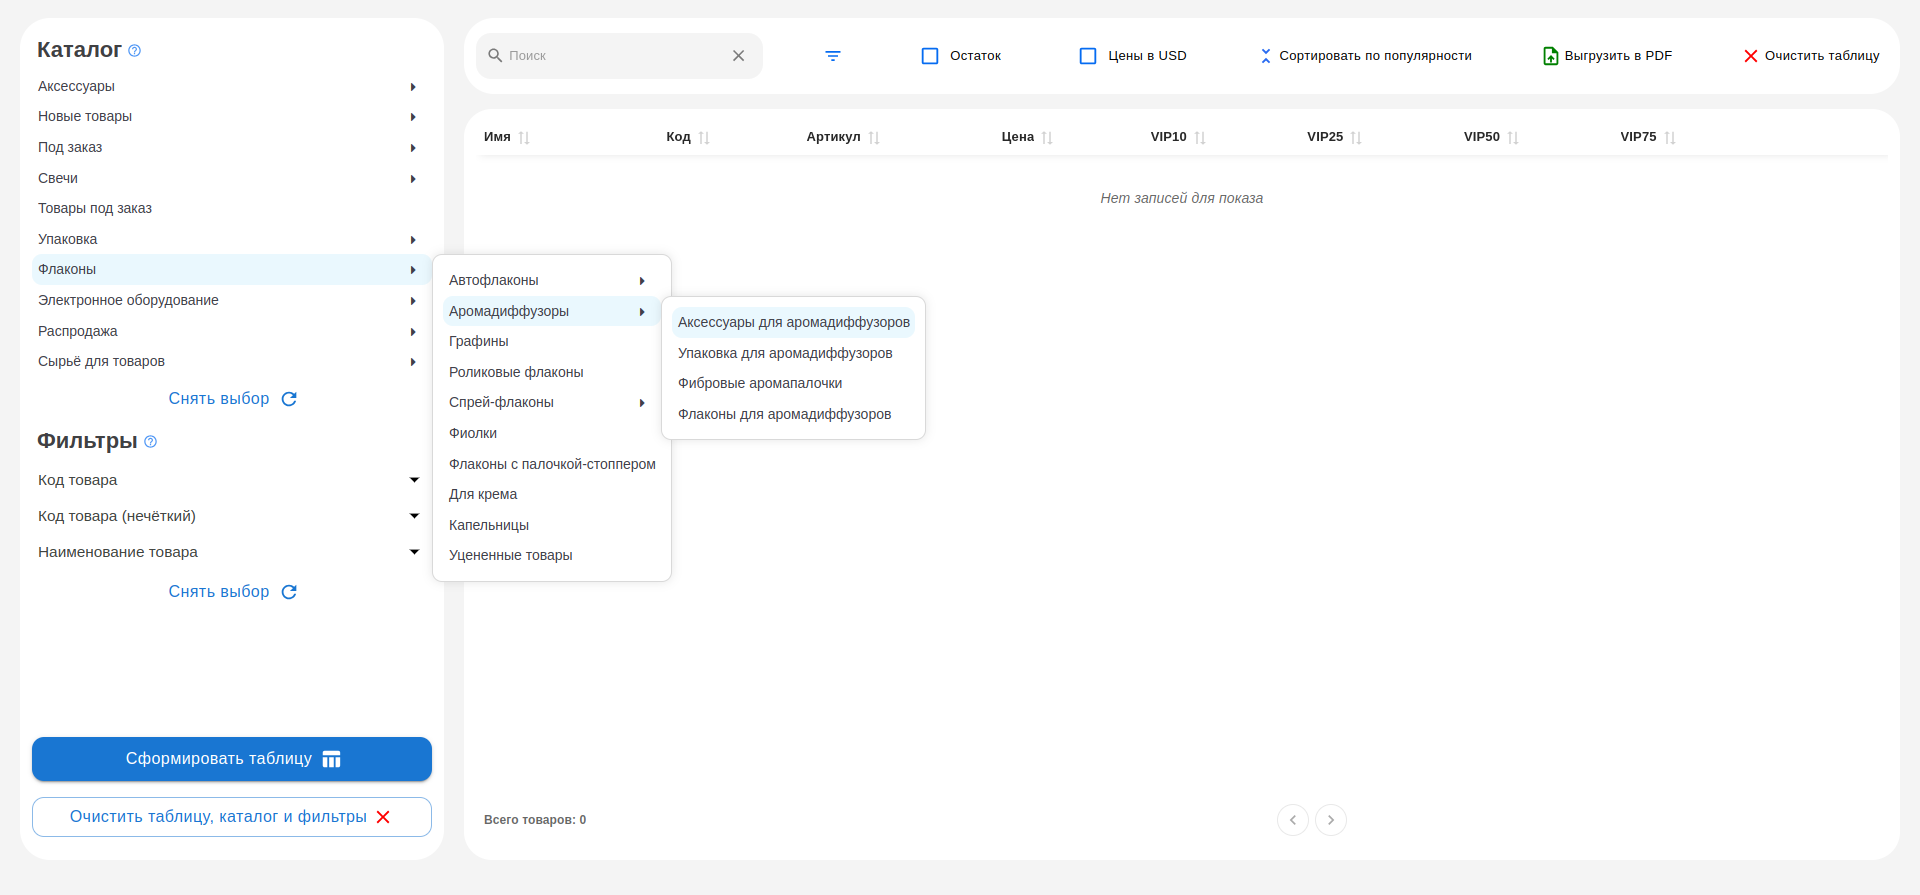 Каталог
Аксессуары
Новые товары
Под заказ
Свечи
Товары под заказ
Упаковка
Флаконы
Электронное оборудование
Распродажа
Сырьё для товаров
Снять выбор
Фильтры
Код товара
Код товара (нечёткий)
Наименование товара
Снять выбор
Сформировать таблицу
Очистить таблицу, каталог и фильтры
Поиск
Остаток
Цены в USD
Сортировать по популярности
Выгрузить в PDF
Очистить таблицу
Имя Код Артикул Цена VIP10 VIP25 VIP50 VIP75
Нет записей для показа
Автофлаконы
Аромадиффузоры
Графины
Роликовые флаконы
Спрей-флаконы
Фиолки
Флаконы с палочкой-стоппером
Для крема
Капельницы
Уцененные товары
Аксессуары для аромадиффузоров
Упаковка для аромадиффузоров
Фибровые аромапалочки
Флаконы для аромадиффузоров
Всего товаров: 0